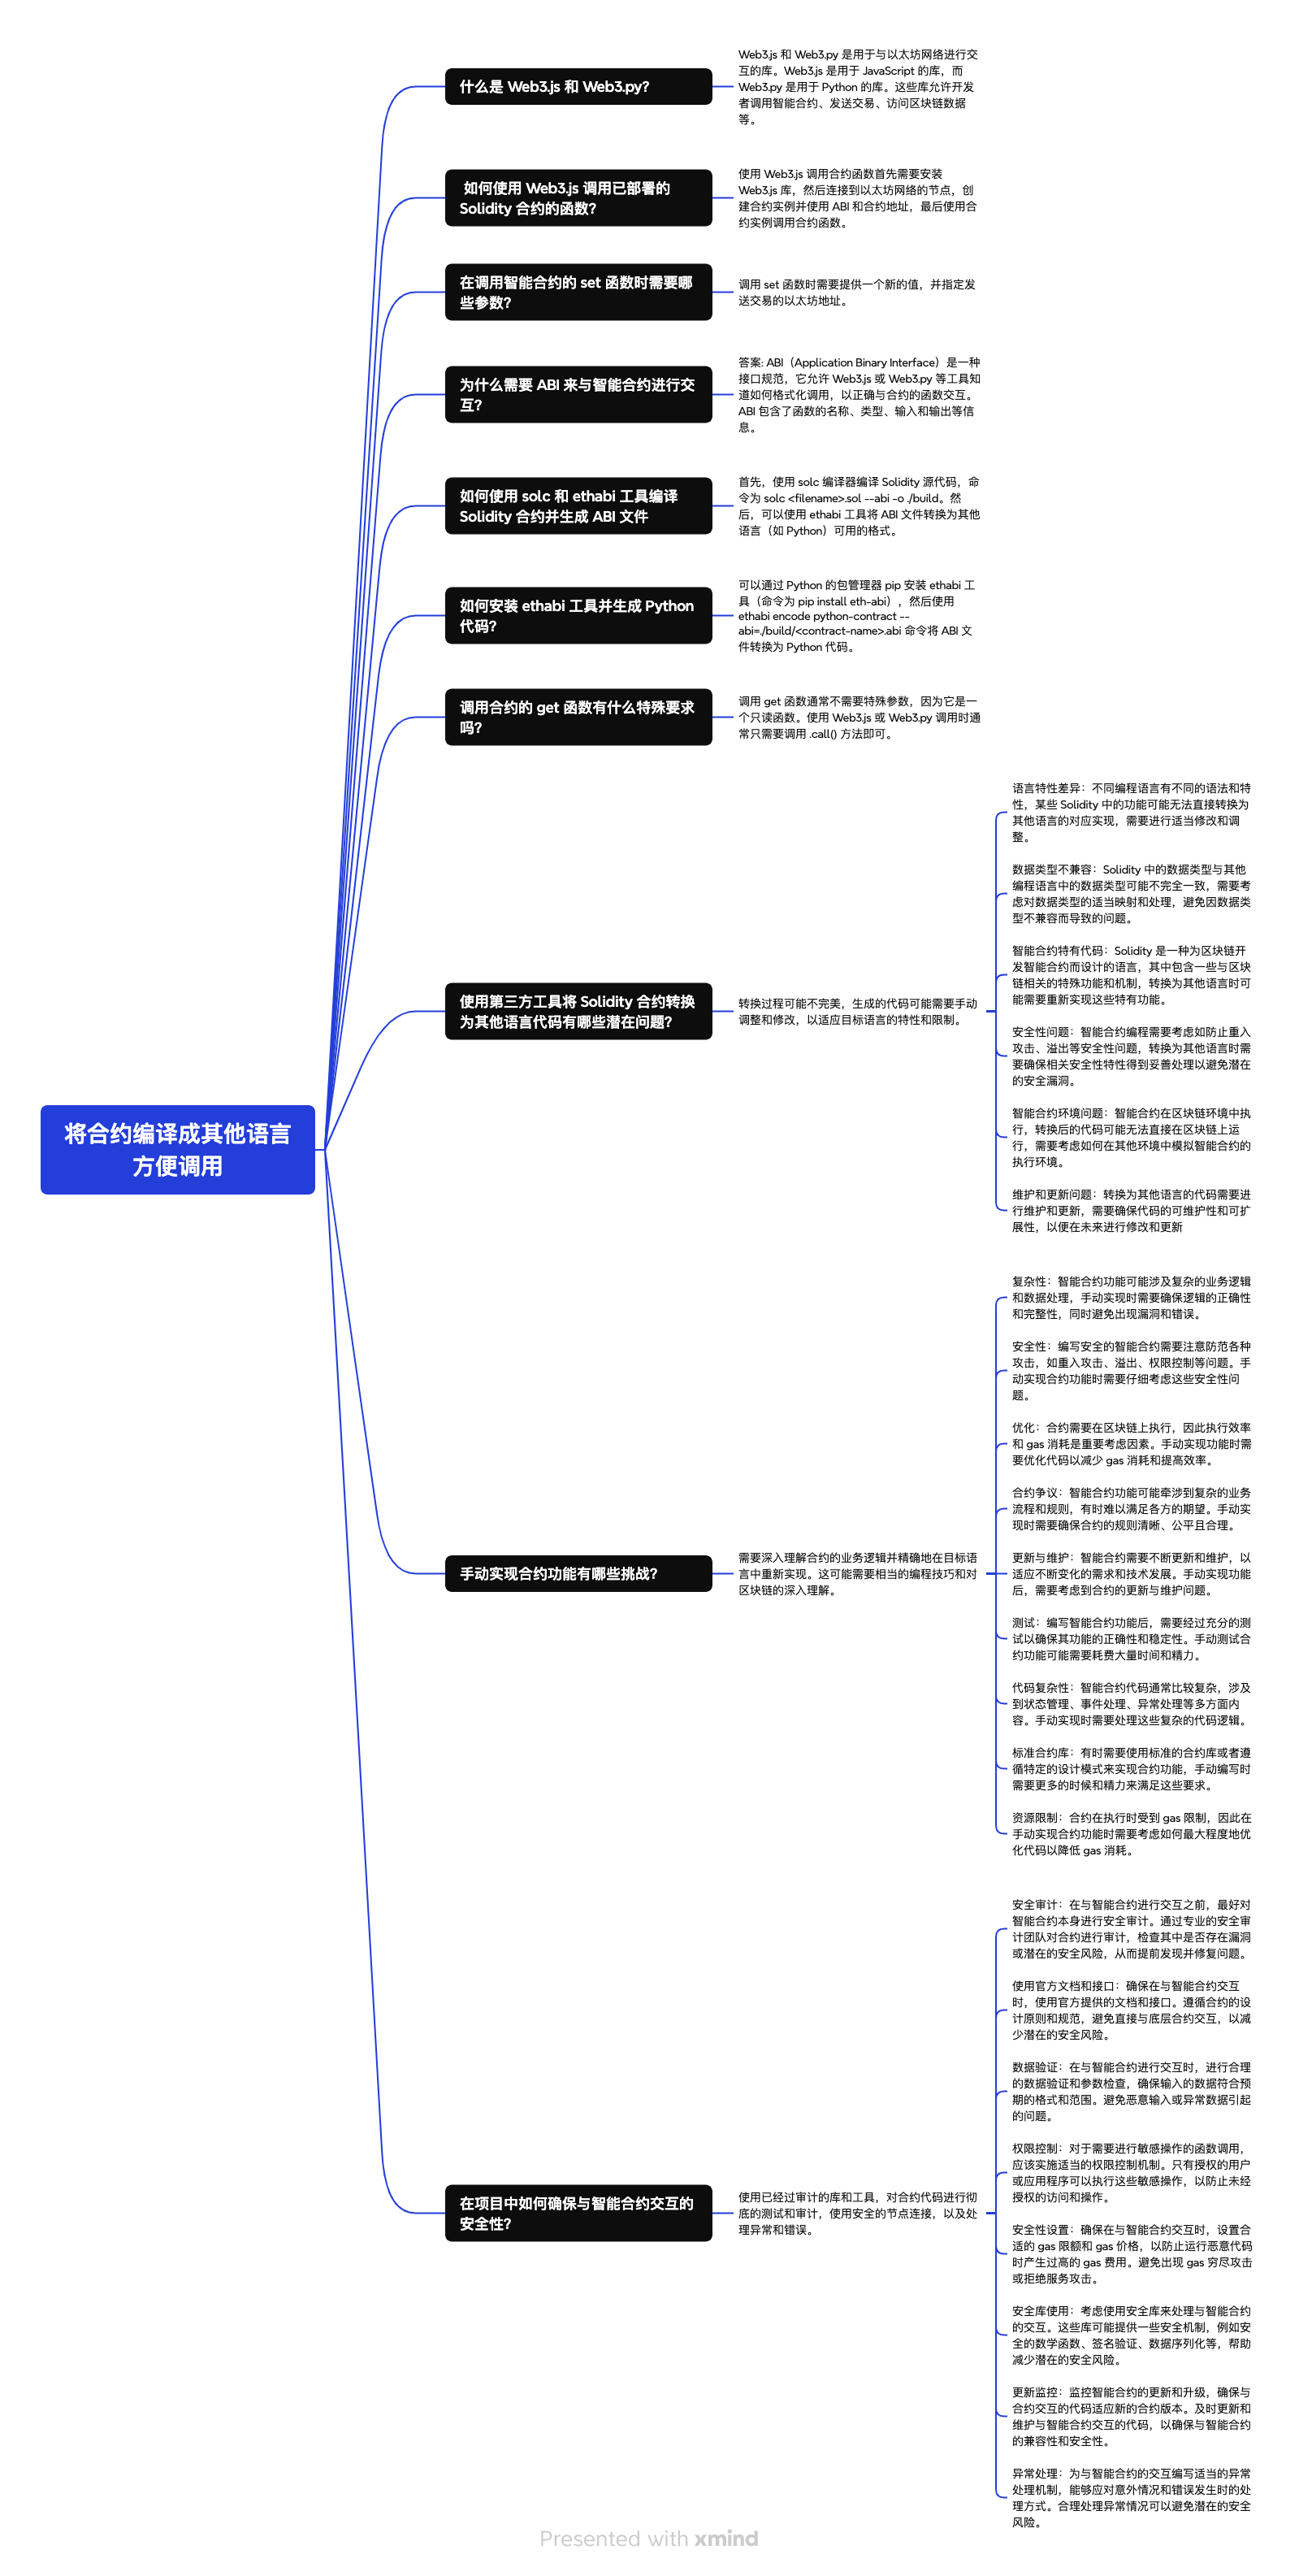 什么是 Web3.js 和 Web3.py?
Web3.js 和 Web3.py 是用于与以太坊网络进行交
互的库。Web3.js 是用于 JavaScript 的库，而
Web3.py 是用于 Python 的库。这些库允许开发
者调用智能合约、发送交易、访问区块链数据
等。
如何使用 Web3.js 调用已部署的
Solidity 合约的函数?
使用 Web3.js 调用合约函数首先需要安装
Web3.js 库，然后连接到以太坊网络的节点，创
建合约实例并使用 ABI 和合约地址，最后使用合
约实例调用合约函数。
在调用智能合约的 set 函数时需要哪
些参数?
调用 set 函数时需要提供一个新的值，并指定发
送交易的以太坊地址。
为什么需要 ABI 来与智能合约进行交
互?
答案: ABI（Application Binary Interface）是一种
接口规范，它允许 Web3.js 或 Web3.py 等工具知
道如何格式化调用，以正确与合约的函数交互。
ABI 包含了函数的名称、类型、输入和输出等信
息。
如何使用 solc 和 ethabi 工具编译
Solidity 合约并生成 ABI 文件
首先，使用 solc 编译器编译 Solidity 源代码，命
令为 solc <filename>.sol --abi -o ./build。然
后，可以使用 ethabi 工具将 ABI 文件转换为其他
语言（如 Python）可用的格式。
如何安装 ethabi 工具并生成 Python
代码?
可以通过 Python 的包管理器 pip 安装 ethabi 工
具（命令为 pip install eth-abi），然后使用
ethabi encode python-contract --
abi=./build/<contract-name>.abi 命令将 ABI 文
件转换为 Python 代码。
调用合约的 get 函数有什么特殊要求
吗?
调用 get 函数通常不需要特殊参数，因为它是一
个只读函数。使用 Web3.js 或 Web3.py 调用时通
常只需要调用 .call() 方法即可。
使用第三方工具将 Solidity 合约转换
为其他语言代码有哪些潜在问题?
转换过程可能不完美，生成的代码可能需要手动
调整和修改，以适应目标语言的特性和限制。
语言特性差异：不同编程语言有不同的语法和特
性，某些 Solidity 中的功能可能无法直接转换为
其他语言的对应实现，需要进行适当修改和调
整。
数据类型不兼容：Solidity 中的数据类型与其他
编程语言中的数据类型可能不完全一致，需要考
虑对数据类型的适当映射和处理，避免因数据类
型不兼容而导致的问题。
智能合约特有代码：Solidity 是一种为区块链开
发智能合约而设计的语言，其中包含一些与区块
链相关的特殊功能和机制，转换为其他语言时可
能需要重新实现这些特有功能。
安全性问题：智能合约编程需要考虑如防止重入
攻击、溢出等安全性问题，转换为其他语言时需
要确保相关安全性特性得到妥善处理以避免潜在
的安全漏洞。
智能合约环境问题：智能合约在区块链环境中执
行，转换后的代码可能无法直接在区块链上运
行，需要考虑如何在其他环境中模拟智能合约的
执行环境。
维护和更新问题：转换为其他语言的代码需要进
行维护和更新，需要确保代码的可维护性和可扩
展性，以便在未来进行修改和更新
将合约编译成其他语言
方便调用
手动实现合约功能有哪些挑战?
需要深入理解合约的业务逻辑并精确地在目标语
言中重新实现。这可能需要相当的编程技巧和对
区块链的深入理解。
复杂性：智能合约功能可能涉及复杂的业务逻辑
和数据处理，手动实现时需要确保逻辑的正确性
和完整性，同时避免出现漏洞和错误。
安全性：编写安全的智能合约需要注意防范各种
攻击，如重入攻击、溢出、权限控制等问题。手
动实现合约功能时需要仔细考虑这些安全性问
题。
优化：合约需要在区块链上执行，因此执行效率
和 gas 消耗是重要考虑因素。手动实现功能时需
要优化代码以减少 gas 消耗和提高效率。
合约争议：智能合约功能可能牵涉到复杂的业务
流程和规则，有时难以满足各方的期望。手动实
现时需要确保合约的规则清晰、公平且合理。
更新与维护：智能合约需要不断更新和维护，以
适应不断变化的需求和技术发展。手动实现功能
后，需要考虑到合约的更新与维护问题。
测试：编写智能合约功能后，需要经过充分的测
试以确保其功能的正确性和稳定性。手动测试合
约功能可能需要耗费大量时间和精力。
代码复杂性：智能合约代码通常比较复杂，涉及
到状态管理、事件处理、异常处理等多方面内
容。手动实现时需要处理这些复杂的代码逻辑。
标准合约库：有时需要使用标准的合约库或者遵
循特定的设计模式来实现合约功能，手动编写时
需要更多的时候和精力来满足这些要求。
资源限制：合约在执行时受到 gas 限制，因此在
手动实现合约功能时需要考虑如何最大程度地优
化代码以降低 gas 消耗。
在项目中如何确保与智能合约交互的
安全性?
使用已经过审计的库和工具，对合约代码进行彻
底的测试和审计，使用安全的节点连接，以及处
理异常和错误。
安全审计：在与智能合约进行交互之前，最好对
智能合约本身进行安全审计。通过专业的安全审
计团队对合约进行审计，检查其中是否存在漏洞
或潜在的安全风险，从而提前发现并修复问题。
使用官方文档和接口：确保在与智能合约交互
时，使用官方提供的文档和接口。遵循合约的设
计原则和规范，避免直接与底层合约交互，以减
少潜在的安全风险。
数据验证：在与智能合约进行交互时，进行合理
的数据验证和参数检查，确保输入的数据符合预
期的格式和范围。避免恶意输入或异常数据引起
的问题。
权限控制：对于需要进行敏感操作的函数调用，
应该实施适当的权限控制机制。只有授权的用户
或应用程序可以执行这些敏感操作，以防止未经
授权的访问和操作。
安全性设置：确保在与智能合约交互时，设置合
适的 gas 限额和 gas 价格，以防止运行恶意代码
时产生过高的 gas 费用。避免出现 gas 穷尽攻击
或拒绝服务攻击。
安全库使用：考虑使用安全库来处理与智能合约
的交互。这些库可能提供一些安全机制，例如安
全的数学函数、签名验证、数据序列化等，帮助
减少潜在的安全风险。
更新监控：监控智能合约的更新和升级，确保与
合约交互的代码适应新的合约版本。及时更新和
维护与智能合约交互的代码，以确保与智能合约
的兼容性和安全性。
异常处理：为与智能合约的交互编写适当的异常
处理机制，能够应对意外情况和错误发生时的处
理方式。合理处理异常情况可以避免潜在的安全
风险。
Presented with xmind